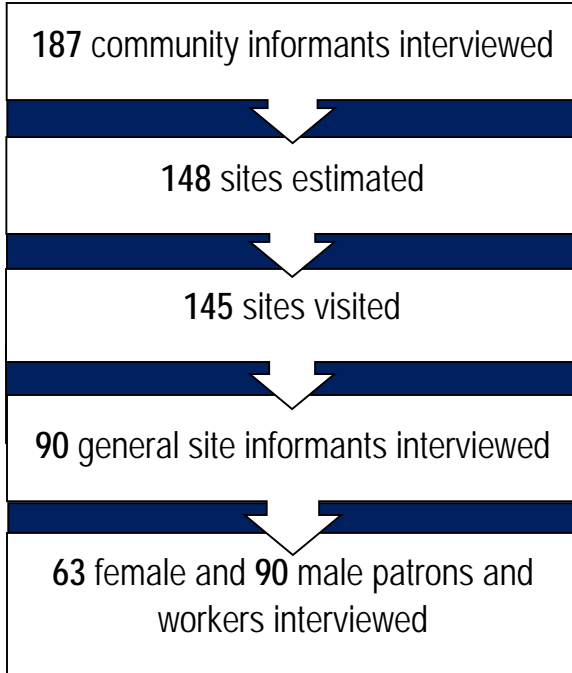 187 community informants interviewed
148 sites estimated
145 sites visited
90 general site informants interviewed
63 female and 90 male patrons and
workers interviewed